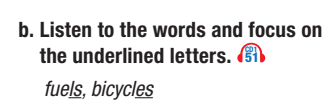 b. Listen to the words and focus on
the underlined letters. CD1 51
fuels, bicycles